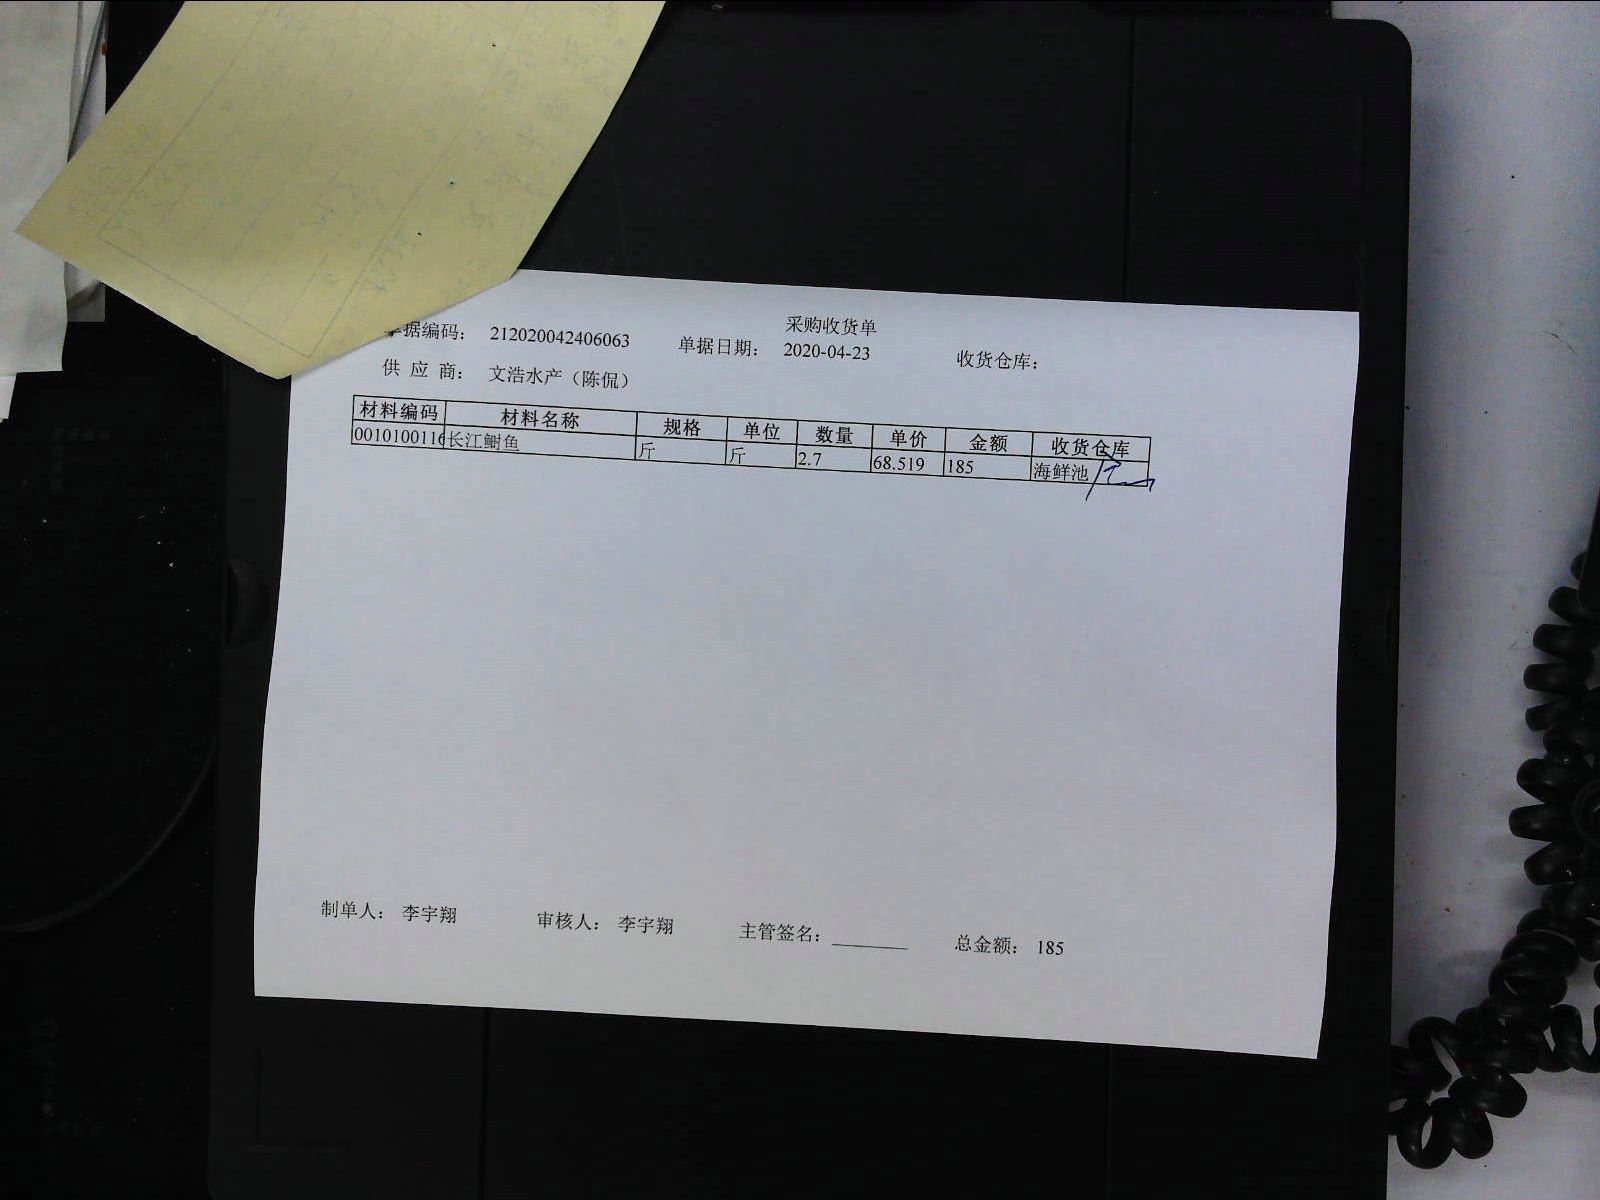 采购收货单
单据编码： 212020042406063 单据日期： 2020-04-23 收货仓库：
供 应 商： 文浩水产（陈侃）
材料编码 材料名称 规格 单位 数量 单价 金额 收货仓库
0010100116 长江鲥鱼 斤 斤 2.7 68.519 185 海鲜池
制单人： 李宇翔 审核人： 李宇翔 主管签名： 总金额： 185